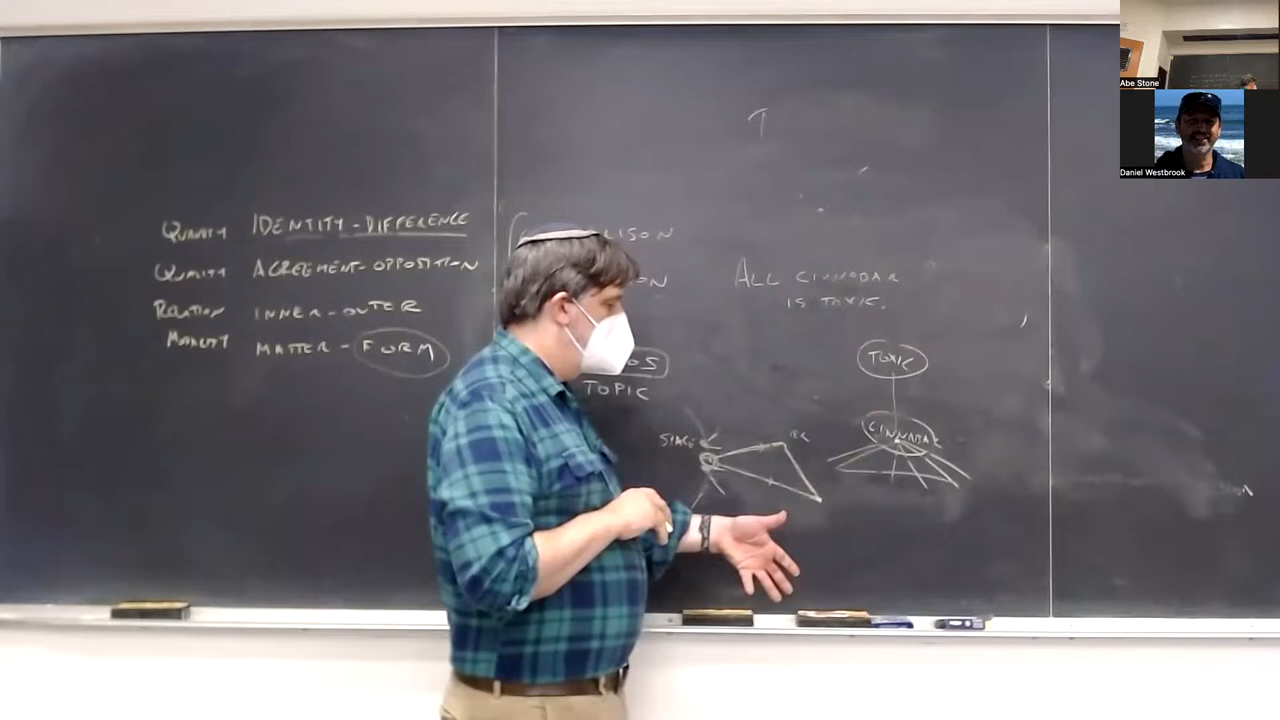 Abe Stone
Daniel Westbrook
QUANTITY IDENTITY-DIFFERENCE
QUALITY AGREEMENT-OPPOSITION
RELATION INNER-OUTER
MODALITY MATTER-FORM
TOPIC
ALL CINNABAR
IS TOXIC.
TOXIC
CINNABAR
SPACE